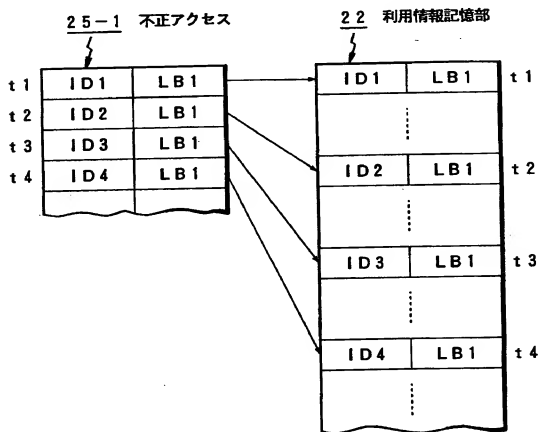 25-1 不正アクセス
22 利用情報記憶部
t1 ID1 LB1
t2 ID2 LB1
t3 ID3 LB1
t4 ID4 LB1
ID1 LB1 t1
ID2 LB1 t2
ID3 LB1 t3
ID4 LB1 t4